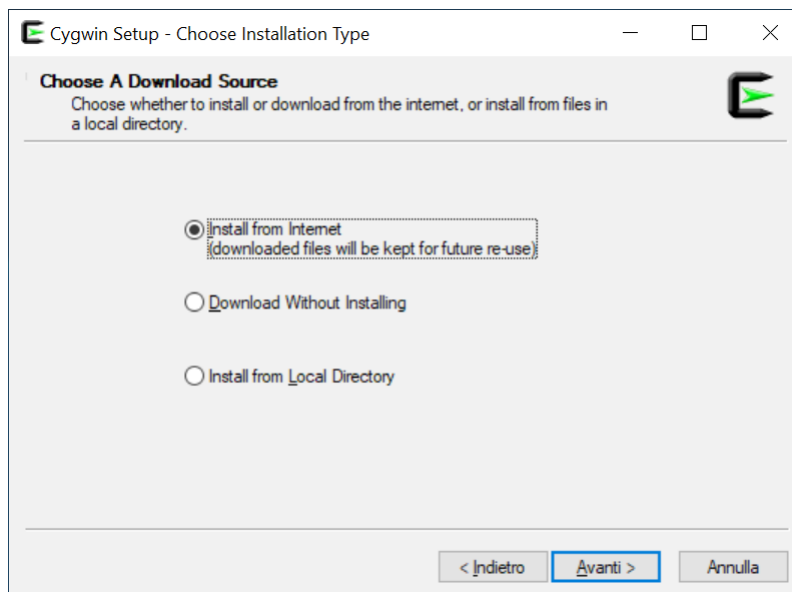 Cygwin Setup - Choose Installation Type
Choose A Download Source
Choose whether to install or download from the internet, or install from files in
a local directory.
Install from Internet
(downloaded files will be kept for future re-use)
Download Without Installing
Install from Local Directory
< Indietro
Avanti >
Annulla